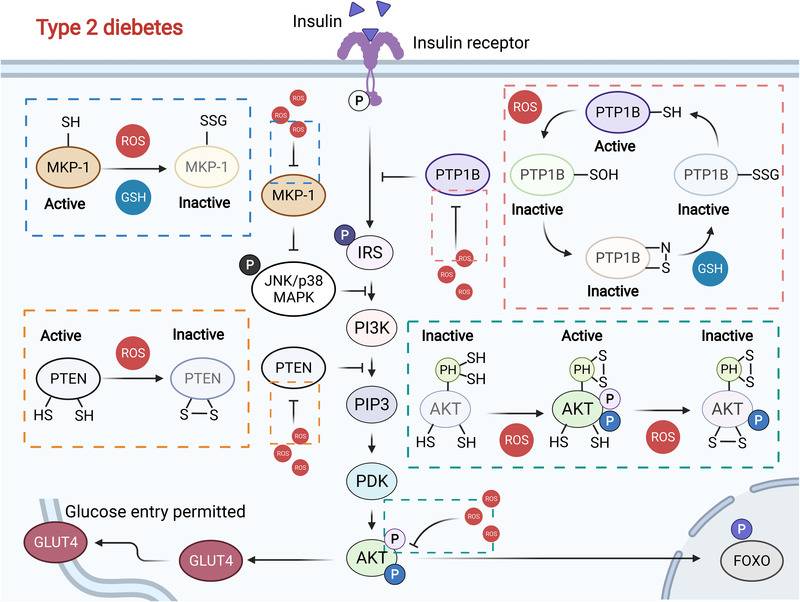 Type 2 diebetes
Insulin
Insulin receptor
P
SH
ROS
MKP-1
GSH
Active
SSG
MKP-1
Inactive
ROS
ROS
ROS
MKP-1
P
JNK/p38
MAPK
P
IRS
PI3K
PTP1B
ROS
ROS
ROS
ROS
PTP1B
SH
Active
PTP1B
SOH
Inactive
PTP1B
SSG
Inactive
PTP1B
N
S
GSH
Inactive
Active
ROS
Inactive
PTEN
PTEN
HS
SH
S
S
PTEN
ROS
ROS
ROS
PIP3
PDK
Inactive
Active
Inactive
PH
SH
SH
AKT
HS
SH
ROS
PH
S
S
AKT
P
P
HS
SH
ROS
PH
S
S
AKT
P
S
S
ROS
ROS
ROS
P
AKT
P
Glucose entry permitted
GLUT4
GLUT4
P
FOXO